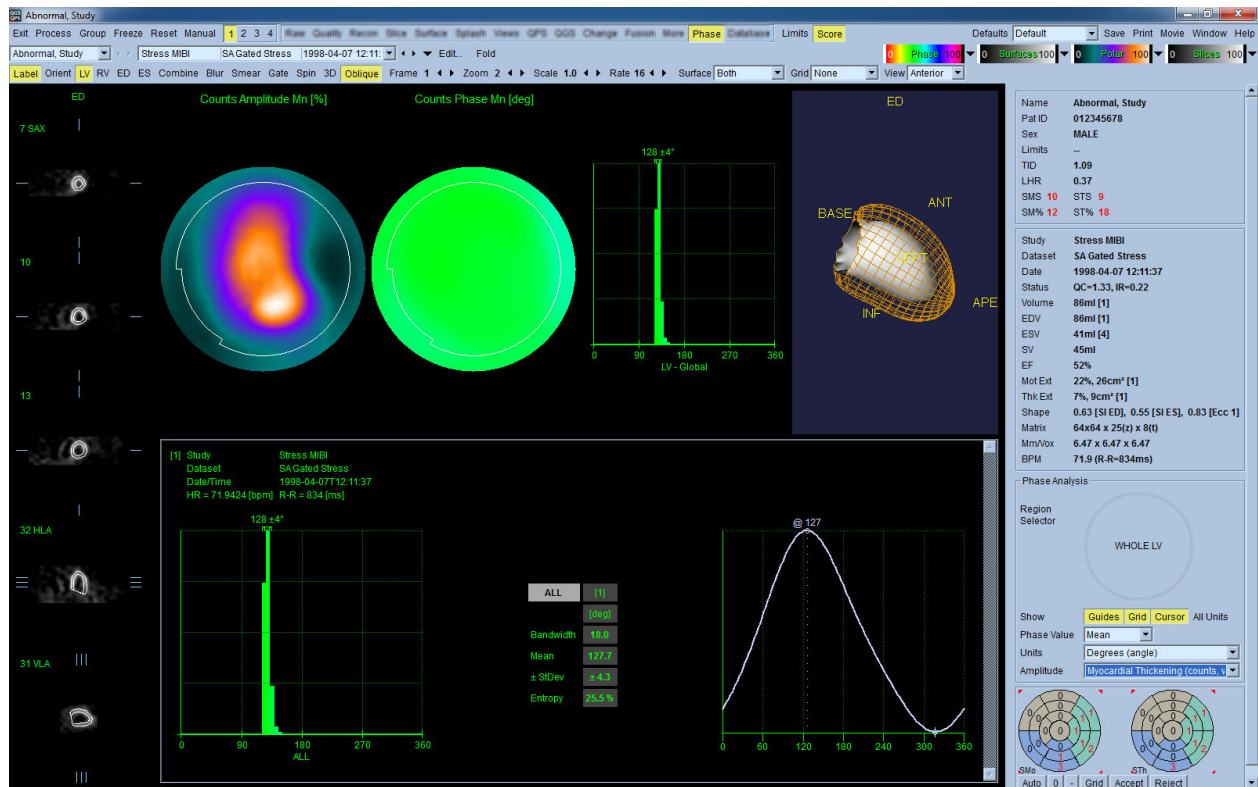 QGS QPS Abnormal, Study
Exit Process Group Freeze Reset Manual 1 2 3 4 Raw Quality Recon Slice Surface Splash Views QPS QGS Change Fusion More Phase Database Limits Score Defaults Default Save Print Movie Window Help
Abnormal, Study Stress MIBI SA Gated Stress 1998-04-07 12:11: Edit... Fold 0 Phase 100 0 Surfaces 100 0 Polar 100 0 Slices 100
Label Orient LV RV ED ES Combine Blur Smear Gate Spin 3D Oblique Frame 1 Zoom 2 Scale 1.0 Rate 16 Surface Both Grid None View Anterior
ED
7 SAX
10
13
32 HLA
31 VLA
Counts Amplitude Mn [%]
Counts Phase Mn [deg]
128 ±4°
0 90 180 270 360
LV - Global
ED
BASE
ANT
SEPT
INF
APE
[1] Study Stress MIBI
Dataset SA Gated Stress
Date/Time 1998-04-07T12:11:37
HR = 71.9424 [bpm] R-R = 834 [ms]
128 ±4°
0 90 180 270 360
ALL
ALL [1]
[deg]
Bandwidth 18.0
Mean 127.7
± StDev ± 4.3
Entropy 25.5 %
@ 127
0 60 120 180 240 300 360
Name Abnormal, Study
Pat ID 012345678
Sex MALE
Limits --
TID 1.09
LHR 0.37
SMS 10 STS 9
SM% 12 ST% 18
Study Stress MIBI
Dataset SA Gated Stress
Date 1998-04-07 12:11:37
Status QC=1.33, IR=0.22
Volume 86ml [1]
EDV 86ml [1]
ESV 41ml [4]
SV 45ml
EF 52%
Mot Ext 22%, 26cm² [1]
Thk Ext 7%, 9cm² [1]
Shape 0.63 [SI ED], 0.55 [SI ES], 0.83 [Ecc 1]
Matrix 64x64 x 25(z) x 8(t)
Mm/Vox 6.47 x 6.47 x 6.47
BPM 71.9 (R-R=834ms)
Phase Analysis
Region
Selector
WHOLE LV
Show Guides Grid Cursor All Units
Phase Value Mean
Units Degrees (angle)
Amplitude Myocardial Thickening (counts, v
SMo
STh
Auto 0 - Grid Accept Reject